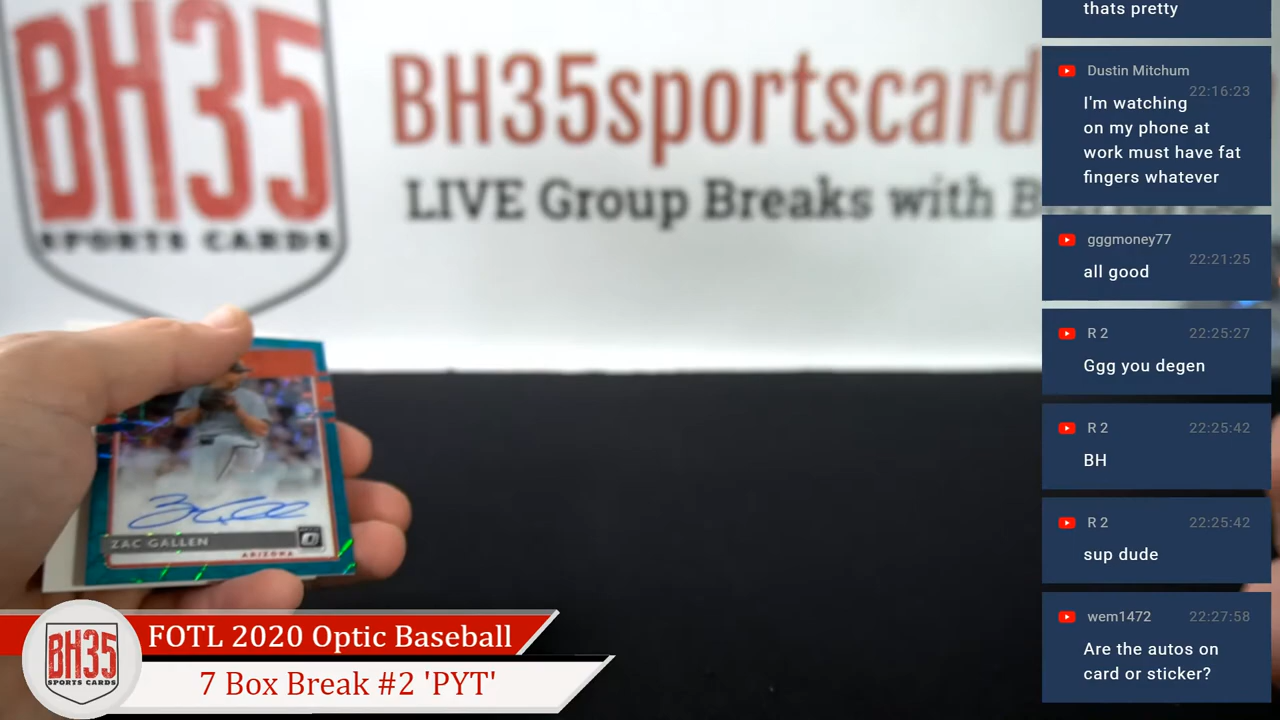 BH35
SPORTS CARDS
BH35sportscard
LIVE Group Breaks with
ZAC GALLEN
ARIZONA
BH35
SPORTS CARDS
FOTL 2020 Optic Baseball
7 Box Break #2 'PYT'
thats pretty
Dustin Mitchum
22:16:23
I'm watching
on my phone at
work must have fat
fingers whatever
gggmoney77
22:21:25
all good
R 2 22:25:27
Ggg you degen
R 2 22:25:42
BH
R 2 22:25:42
sup dude
wem1472 22:27:58
Are the autos on
card or sticker?